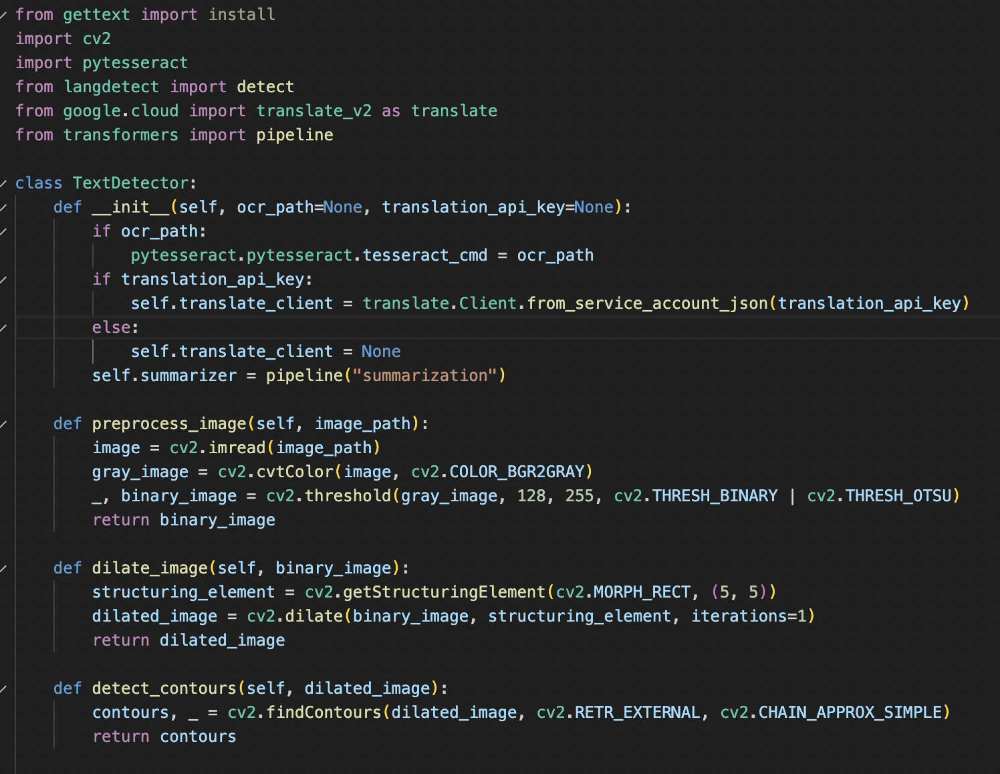 from gettext import install
import cv2
import pytesseract
from langdetect import detect
from google.cloud import translate_v2 as translate
from transformers import pipeline

class TextDetector:
    def __init__(self, ocr_path=None, translation_api_key=None):
        if ocr_path:
            pytesseract.pytesseract.tesseract_cmd = ocr_path
        if translation_api_key:
            self.translate_client = translate.Client.from_service_account_json(translation_api_key)
        else:
            self.translate_client = None
        self.summarizer = pipeline("summarization")

    def preprocess_image(self, image_path):
        image = cv2.imread(image_path)
        gray_image = cv2.cvtColor(image, cv2.COLOR_BGR2GRAY)
        _, binary_image = cv2.threshold(gray_image, 128, 255, cv2.THRESH_BINARY | cv2.THRESH_OTSU)
        return binary_image

    def dilate_image(self, binary_image):
        structuring_element = cv2.getStructuringElement(cv2.MORPH_RECT, (5, 5))
        dilated_image = cv2.dilate(binary_image, structuring_element, iterations=1)
        return dilated_image

    def detect_contours(self, dilated_image):
        contours, _ = cv2.findContours(dilated_image, cv2.RETR_EXTERNAL, cv2.CHAIN_APPROX_SIMPLE)
        return contours